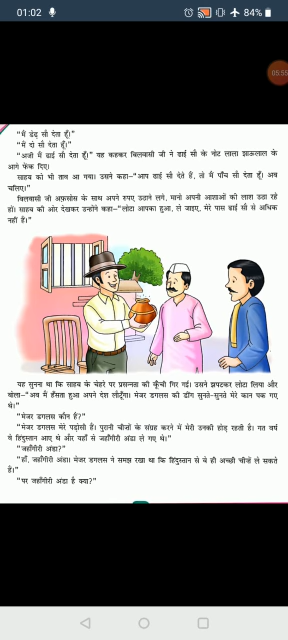 01:02
84%
05:55
"मैं डेढ़ सौ देता हूँ।"
"मैं दो सौ देता हूँ।"
"अजी मैं ढाई सौ देता हूँ।" यह कहकर बिलवासी जी ने ढाई सौ के नोट लाला झाऊलाल के
आगे फेंक दिए।
साहब को भी ताव आ गया। उसने कहा-"आप ढाई सौ देते हैं, तो मैं पाँच सौ देता हूँ। अब
चलिए।"
बिलवासी जी अफ़सोस के साथ अपने रुपए उठाने लगे, मानो अपनी आशाओं की लाश उठा रहे
हों। साहब की ओर देखकर उन्होंने कहा-"लोटा आपका हुआ, ले जाइए, मेरे पास ढाई सौ से अधिक
नहीं हैं।"
यह सुनना था कि साहब के चेहरे पर प्रसन्नता की कूँची गिर गई। उसने झपटकर लोटा लिया और
बोला-"अब मैं हँसता हुआ अपने देश लौटूँगा। मेजर डगलस की डींग सुनते-सुनते मेरे कान पक गए
थे।"
"मेजर डगलस कौन हैं?"
"मेजर डगलस मेरे पड़ोसी हैं। पुरानी चीजों के संग्रह करने में मेरी उनकी होड़ रहती है। गत वर्ष
वे हिंदुस्तान आए थे और यहाँ से जहाँगीरी अंडा ले गए थे।"
"जहाँगीरी अंडा?"
"हाँ, जहाँगीरी अंडा। मेजर डगलस ने समझ रखा था कि हिंदुस्तान से वे ही अच्छी चीजें ले सकते
हैं।"
"पर जहाँगीरी अंडा है क्या?"